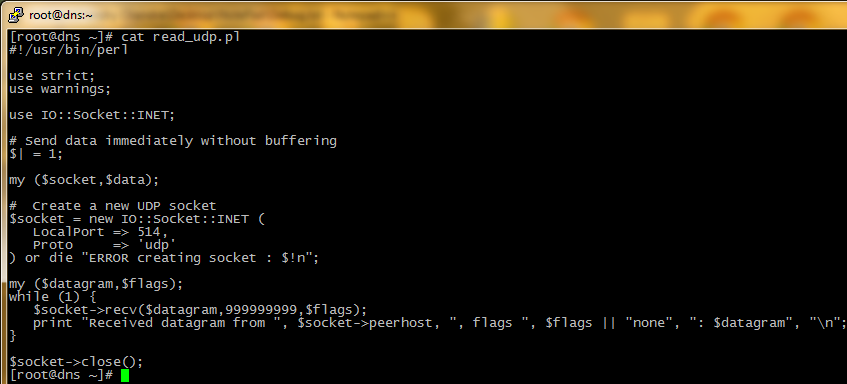 root@dns:~
[root@dns ~]# cat read_udp.pl
#!/usr/bin/perl

use strict;
use warnings;

use IO::Socket::INET;

# Send data immediately without buffering
$| = 1;

my ($socket,$data);

#  Create a new UDP socket
$socket = new IO::Socket::INET (
   LocalPort => 514,
   Proto     => 'udp'
) or die "ERROR creating socket : $!n";

my ($datagram,$flags);
while (1) {
   $socket->recv($datagram,999999999,$flags);
   print "Received datagram from ", $socket->peerhost, ", flags ", $flags || "none", ": $datagram", "\n";
}

$socket->close();
[root@dns ~]#